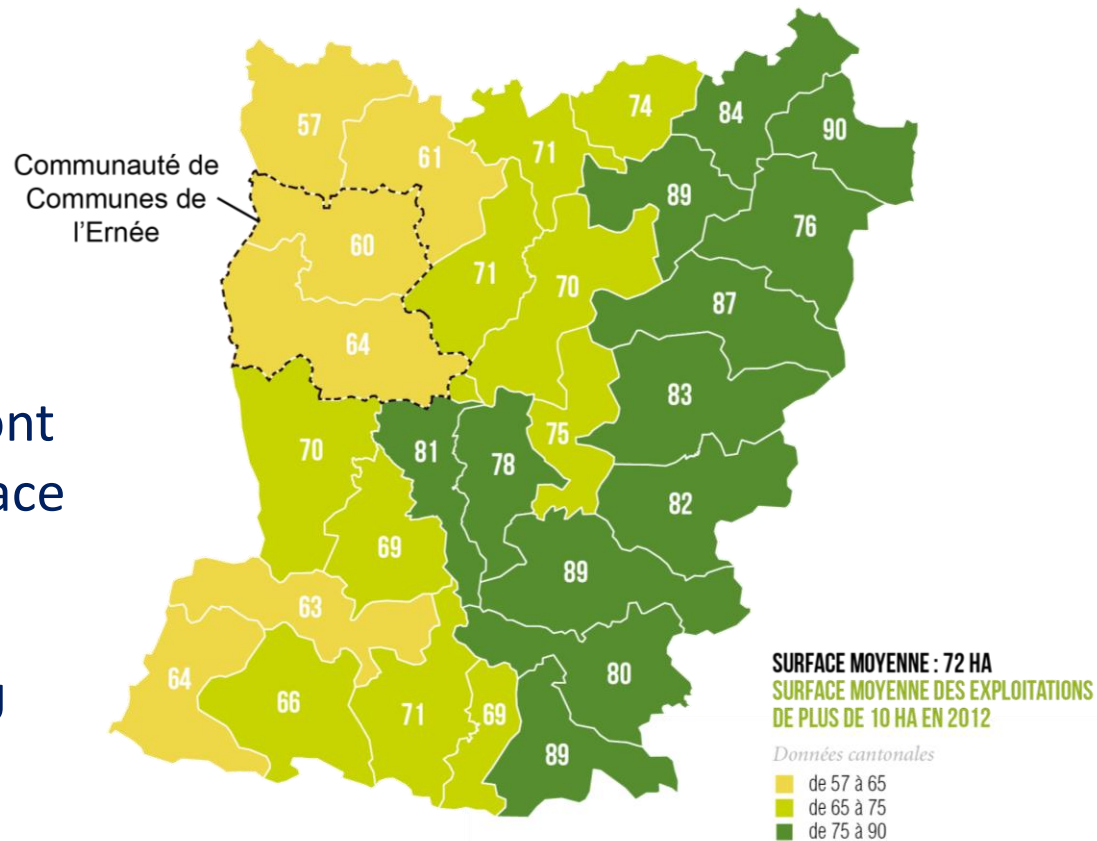 74
84
90
57
71
61
Communauté de
Communes de
l'Ernée
89
76
60
71
70
87
64
83
ont
ace
70
81
78
75
82
69
89
63
64
66
71
69
80
89
SURFACE MOYENNE : 72 HA
SURFACE MOYENNE DES EXPLOITATIONS
DE PLUS DE 10 HA EN 2012
Données cantonales
de 57 à 65
de 65 à 75
de 75 à 90